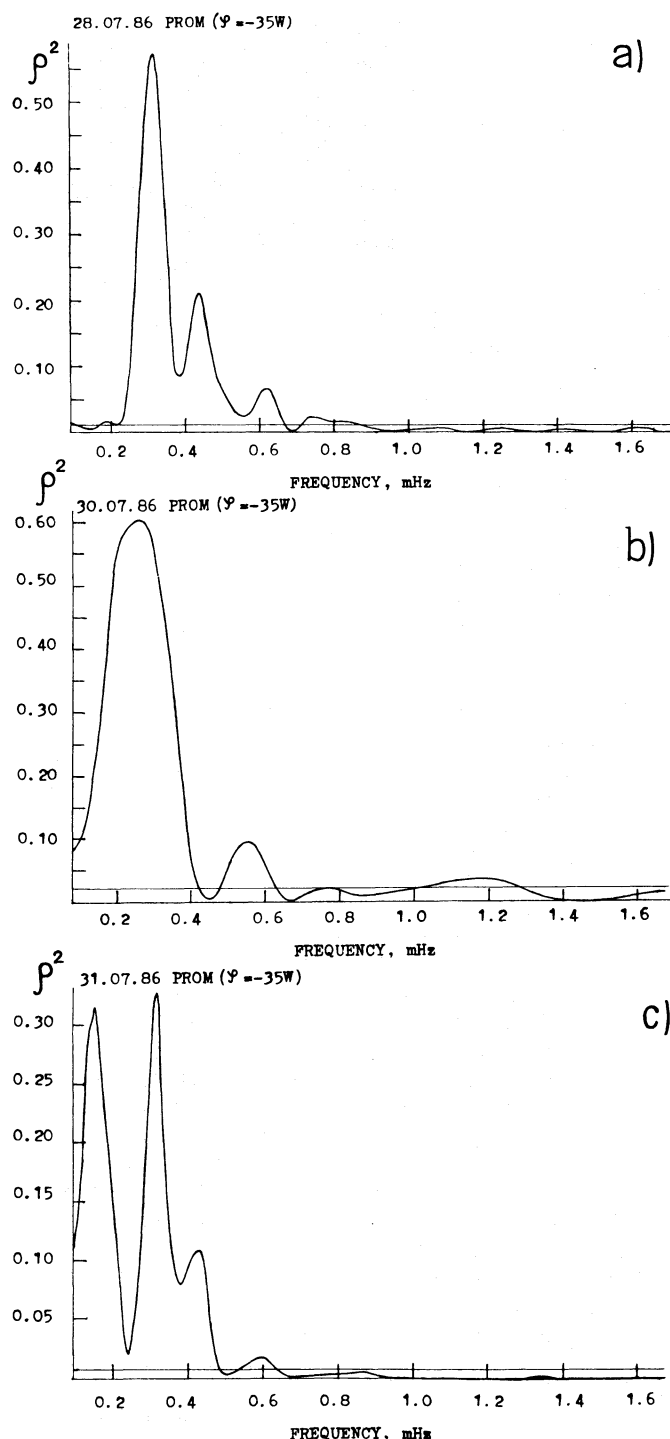 28.07.86 PROM (φ =-35W)
ρ²
a)
0.50
0.40
0.30
0.20
0.10
0.2 0.4 0.6 0.8 1.0 1.2 1.4 1.6
FREQUENCY, mHz
ρ²
30.07.86 PROM (φ =-35W)
b)
0.60
0.50
0.40
0.30
0.20
0.10
0.2 0.4 0.6 0.8 1.0 1.2 1.4 1.6
FREQUENCY, mHz
ρ²
31.07.86 PROM (φ =-35W)
c)
0.30
0.25
0.20
0.15
0.10
0.05
0.2 0.4 0.6 0.8 1.0 1.2 1.4 1.6
FREQUENCY, mHz